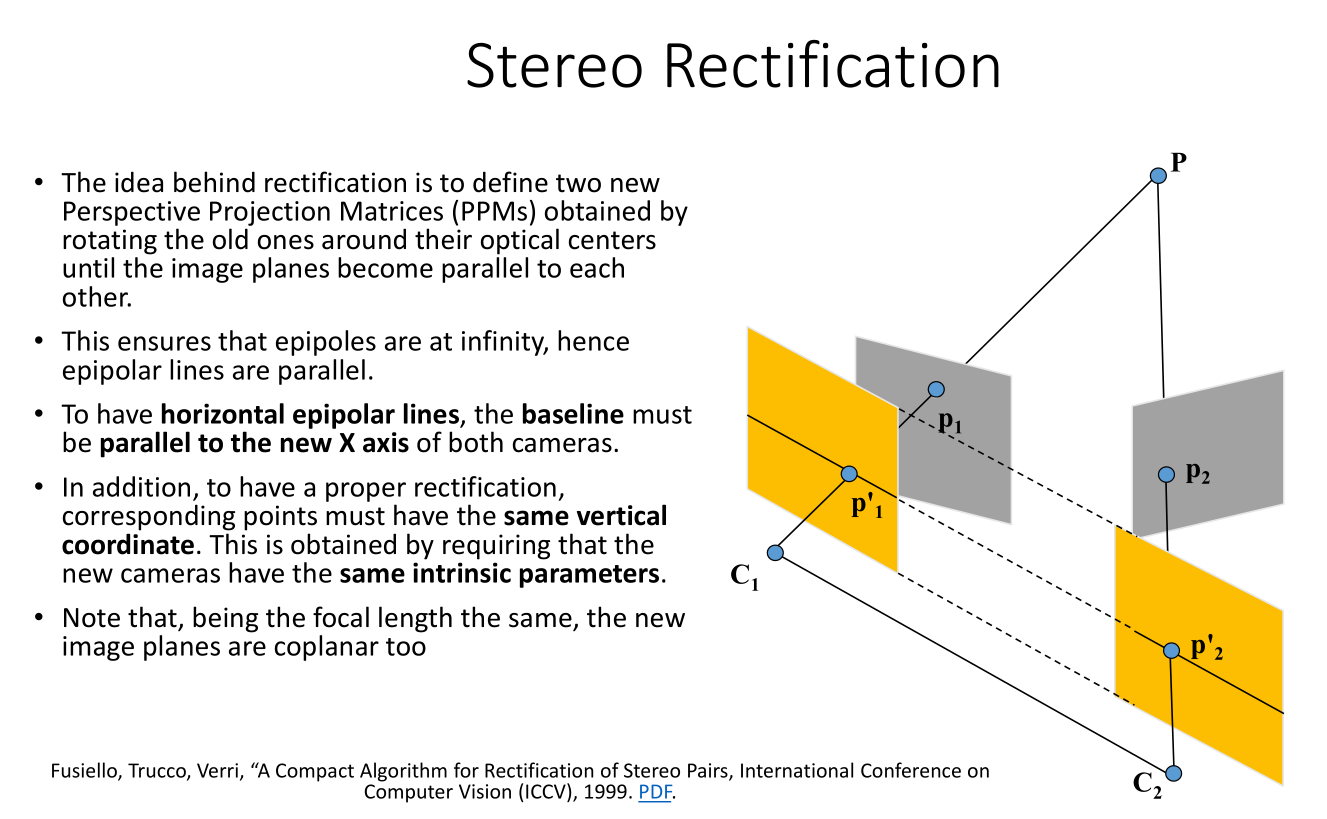 Stereo Rectification
• The idea behind rectification is to define two new
Perspective Projection Matrices (PPMs) obtained by
rotating the old ones around their optical centers
until the image planes become parallel to each
other.
• This ensures that epipoles are at infinity, hence
epipolar lines are parallel.
• To have horizontal epipolar lines, the baseline must
be parallel to the new X axis of both cameras.
• In addition, to have a proper rectification,
corresponding points must have the same vertical
coordinate. This is obtained by requiring that the
new cameras have the same intrinsic parameters.
• Note that, being the focal length the same, the new
image planes are coplanar too
P
p1
p2
p'1
C1
p'2
C2
Fusiello, Trucco, Verri, “A Compact Algorithm for Rectification of Stereo Pairs, International Conference on
Computer Vision (ICCV), 1999. PDF.